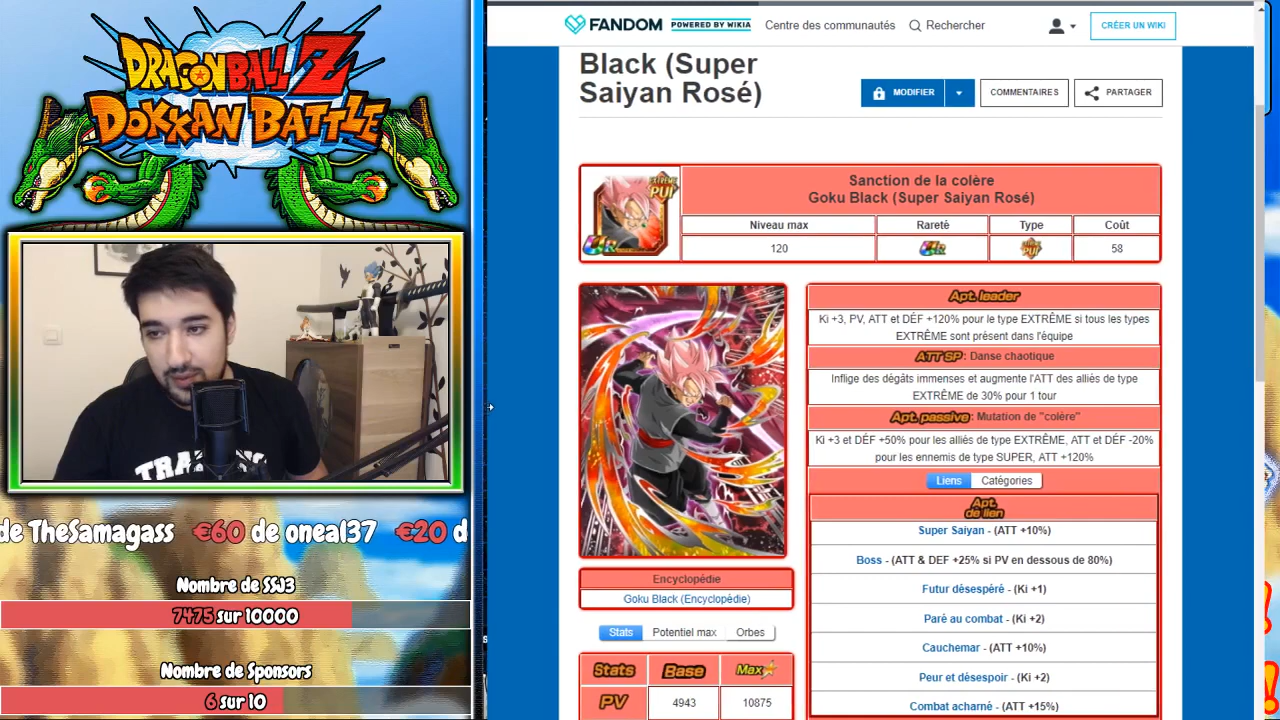 DRAGONBALL Z
DOKKAN BATTLE
TRA
de TheSamagass €60 de oneal37 €20 d
Nombre de SSJ3
7475 sur 10000
Nombre de Sponsors
6 sur 10
FANDOM POWERED BY WIKIA Centre des communautés Rechercher CRÉER UN WIKI
Black (Super
Saiyan Rosé)
MODIFIER COMMENTAIRES PARTAGER
EXTRÊME
PUI
UR
Sanction de la colère
Goku Black (Super Saiyan Rosé)
Niveau max Rareté Type Coût
120 UR PUI 58
Apt. leader
Ki +3, PV, ATT et DÉF +120% pour le type EXTRÊME si tous les types
EXTRÊME sont présent dans l'équipe
ATT SP : Danse chaotique
Inflige des dégâts immenses et augmente l'ATT des alliés de type
EXTRÊME de 30% pour 1 tour
Apt. passive : Mutation de "colère"
Ki +3 et DÉF +50% pour les alliés de type EXTRÊME, ATT et DÉF -20%
pour les ennemis de type SUPER, ATT +120%
Liens Catégories
Apt.
de lien
Super Saiyan - (ATT +10%)
Boss - (ATT & DEF +25% si PV en dessous de 80%)
Futur désespéré - (Ki +1)
Paré au combat - (Ki +2)
Cauchemar - (ATT +10%)
Peur et désespoir - (Ki +2)
Combat acharné - (ATT +15%)
Encyclopédie
Goku Black (Encyclopédie)
Stats Potentiel max Orbes
Stats Base Max
PV 4943 10875